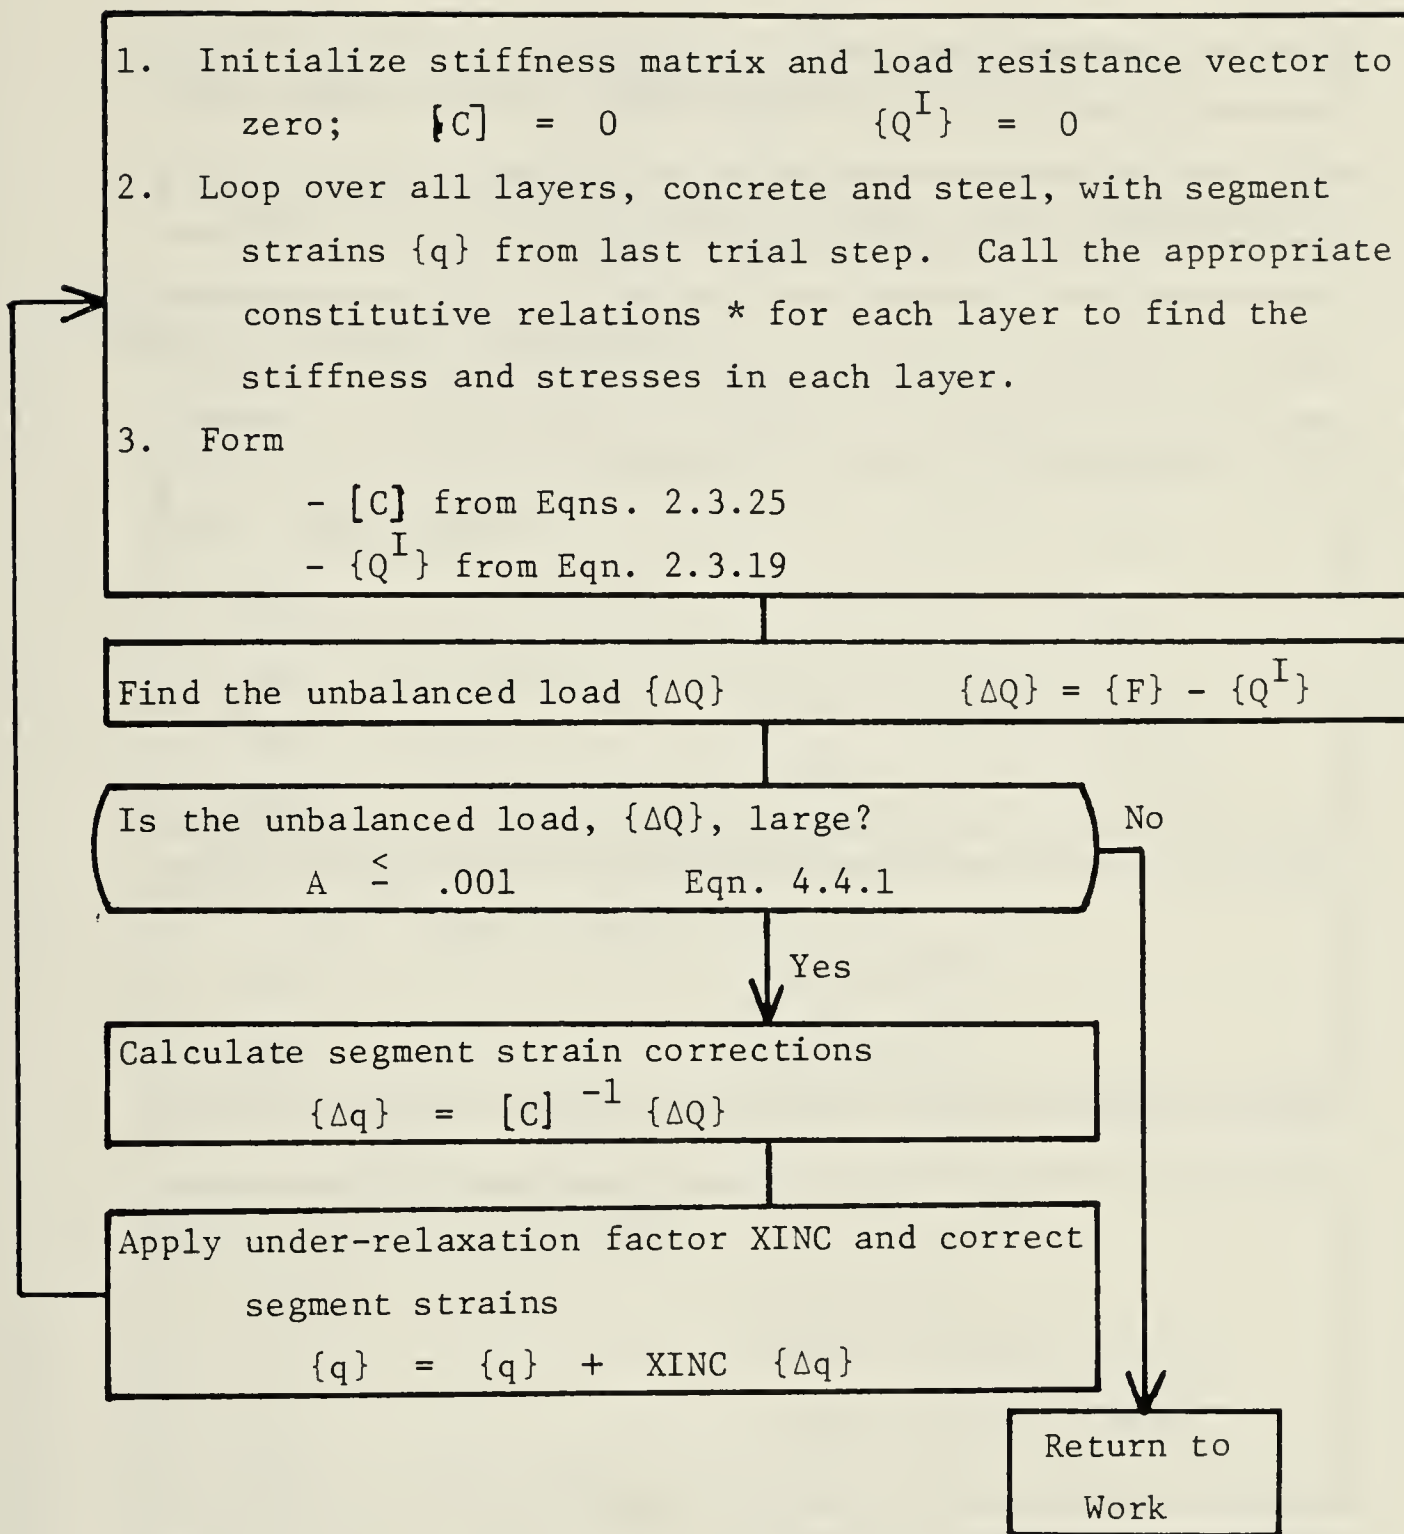 1. Initialize stiffness matrix and load resistance vector to
zero; [C] = 0 {Q^I} = 0
2. Loop over all layers, concrete and steel, with segment
strains {q} from last trial step. Call the appropriate
constitutive relations * for each layer to find the
stiffness and stresses in each layer.
3. Form
- [C] from Eqns. 2.3.25
- {Q^I} from Eqn. 2.3.19
Find the unbalanced load {ΔQ} {ΔQ} = {F} - {Q^I}
Is the unbalanced load, {ΔQ}, large?
A ≤ .001 Eqn. 4.4.1
No
Yes
Calculate segment strain corrections
{Δq} = [C]^-1 {ΔQ}
Apply under-relaxation factor XINC and correct
segment strains
{q} = {q} + XINC {Δq}
Return to
Work